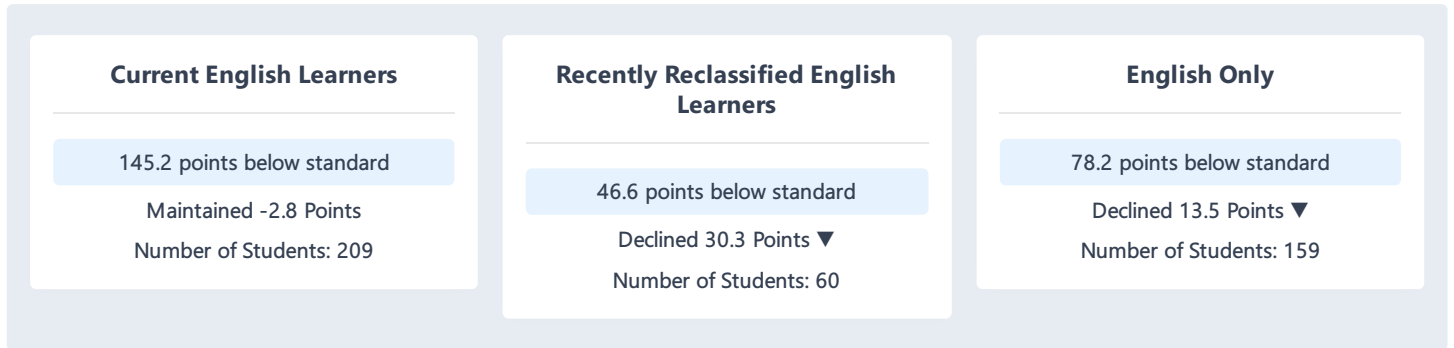 Current English Learners
145.2 points below standard
Maintained -2.8 Points
Number of Students: 209
Recently Reclassified English
Learners
46.6 points below standard
Declined 30.3 Points ▼
Number of Students: 60
English Only
78.2 points below standard
Declined 13.5 Points ▼
Number of Students: 159